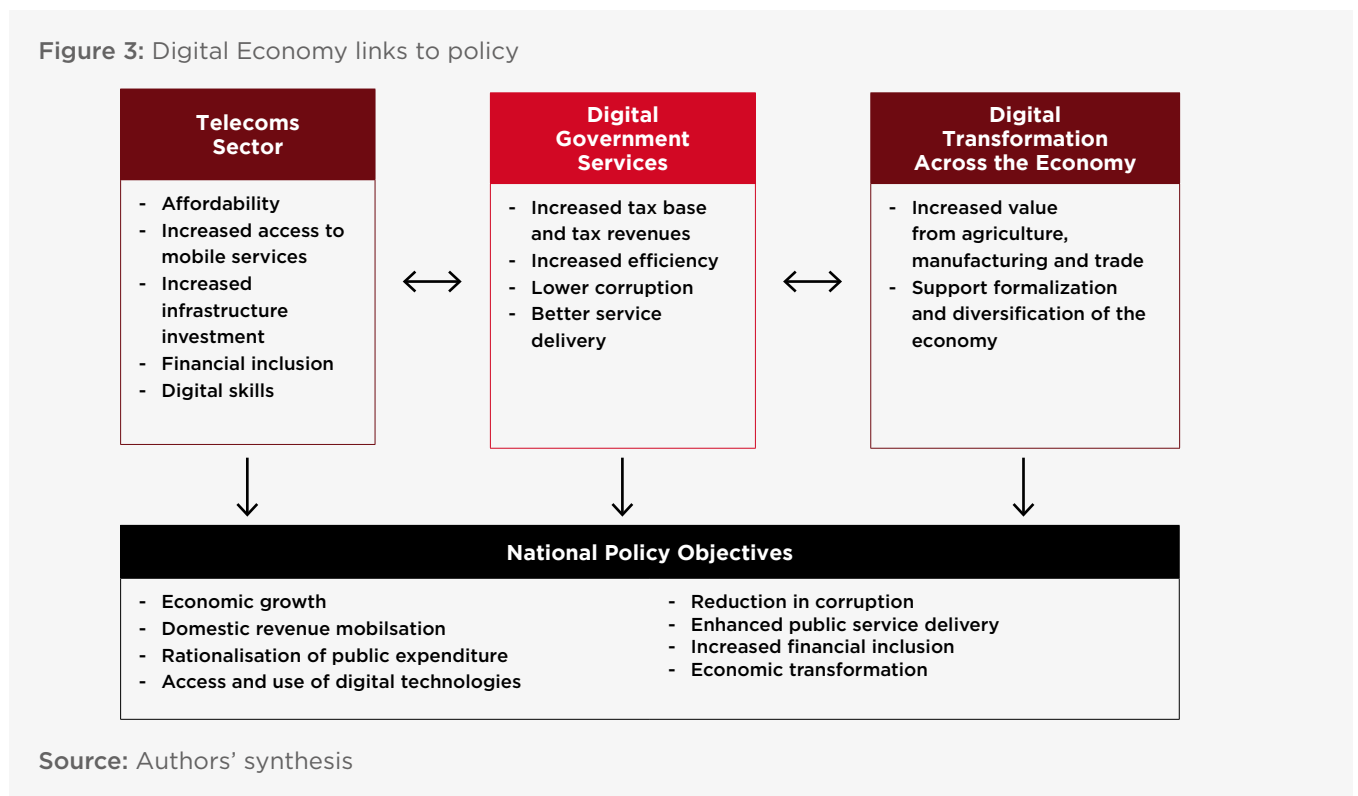 Figure 3: Digital Economy links to policy
Telecoms
Sector
- Affordability
- Increased access to
mobile services
- Increased
infrastructure
investment
- Financial inclusion
- Digital skills
Digital
Government
Services
- Increased tax base
and tax revenues
- Increased efficiency
- Lower corruption
- Better service
delivery
Digital
Transformation
Across the Economy
- Increased value
from agriculture,
manufacturing and trade
- Support formalization
and diversification of the
economy
National Policy Objectives
- Economic growth
- Domestic revenue mobilsation
- Rationalisation of public expenditure
- Access and use of digital technologies
- Reduction in corruption
- Enhanced public service delivery
- Increased financial inclusion
- Economic transformation
Source: Authors’ synthesis